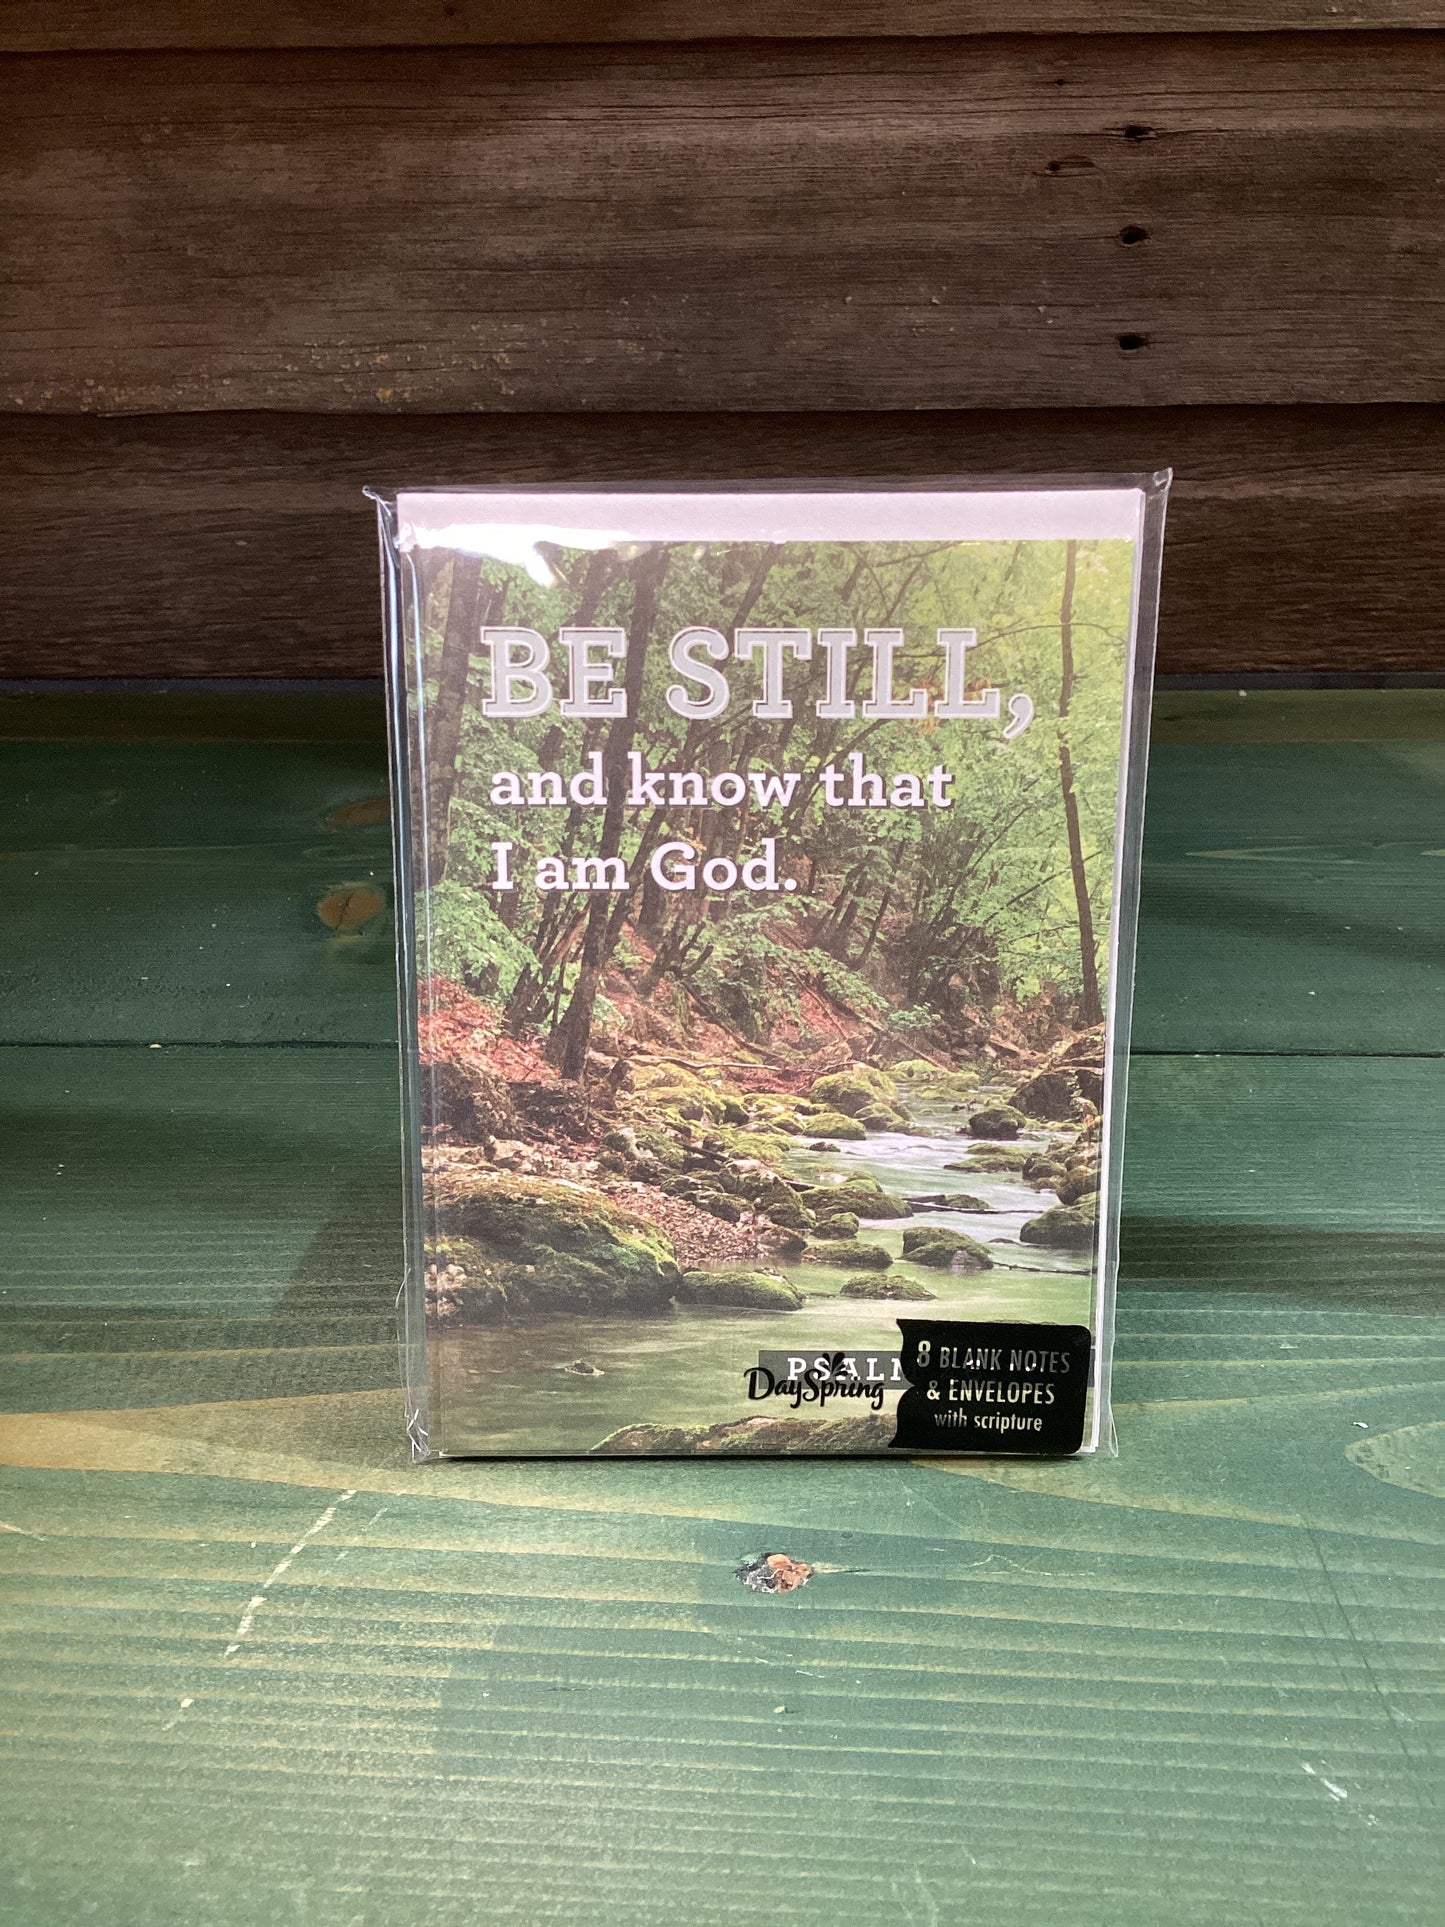 BE STILL,
and know that
I am God.
PSALM
DaySpring
8 BLANK NOTES
& ENVELOPES
with scripture